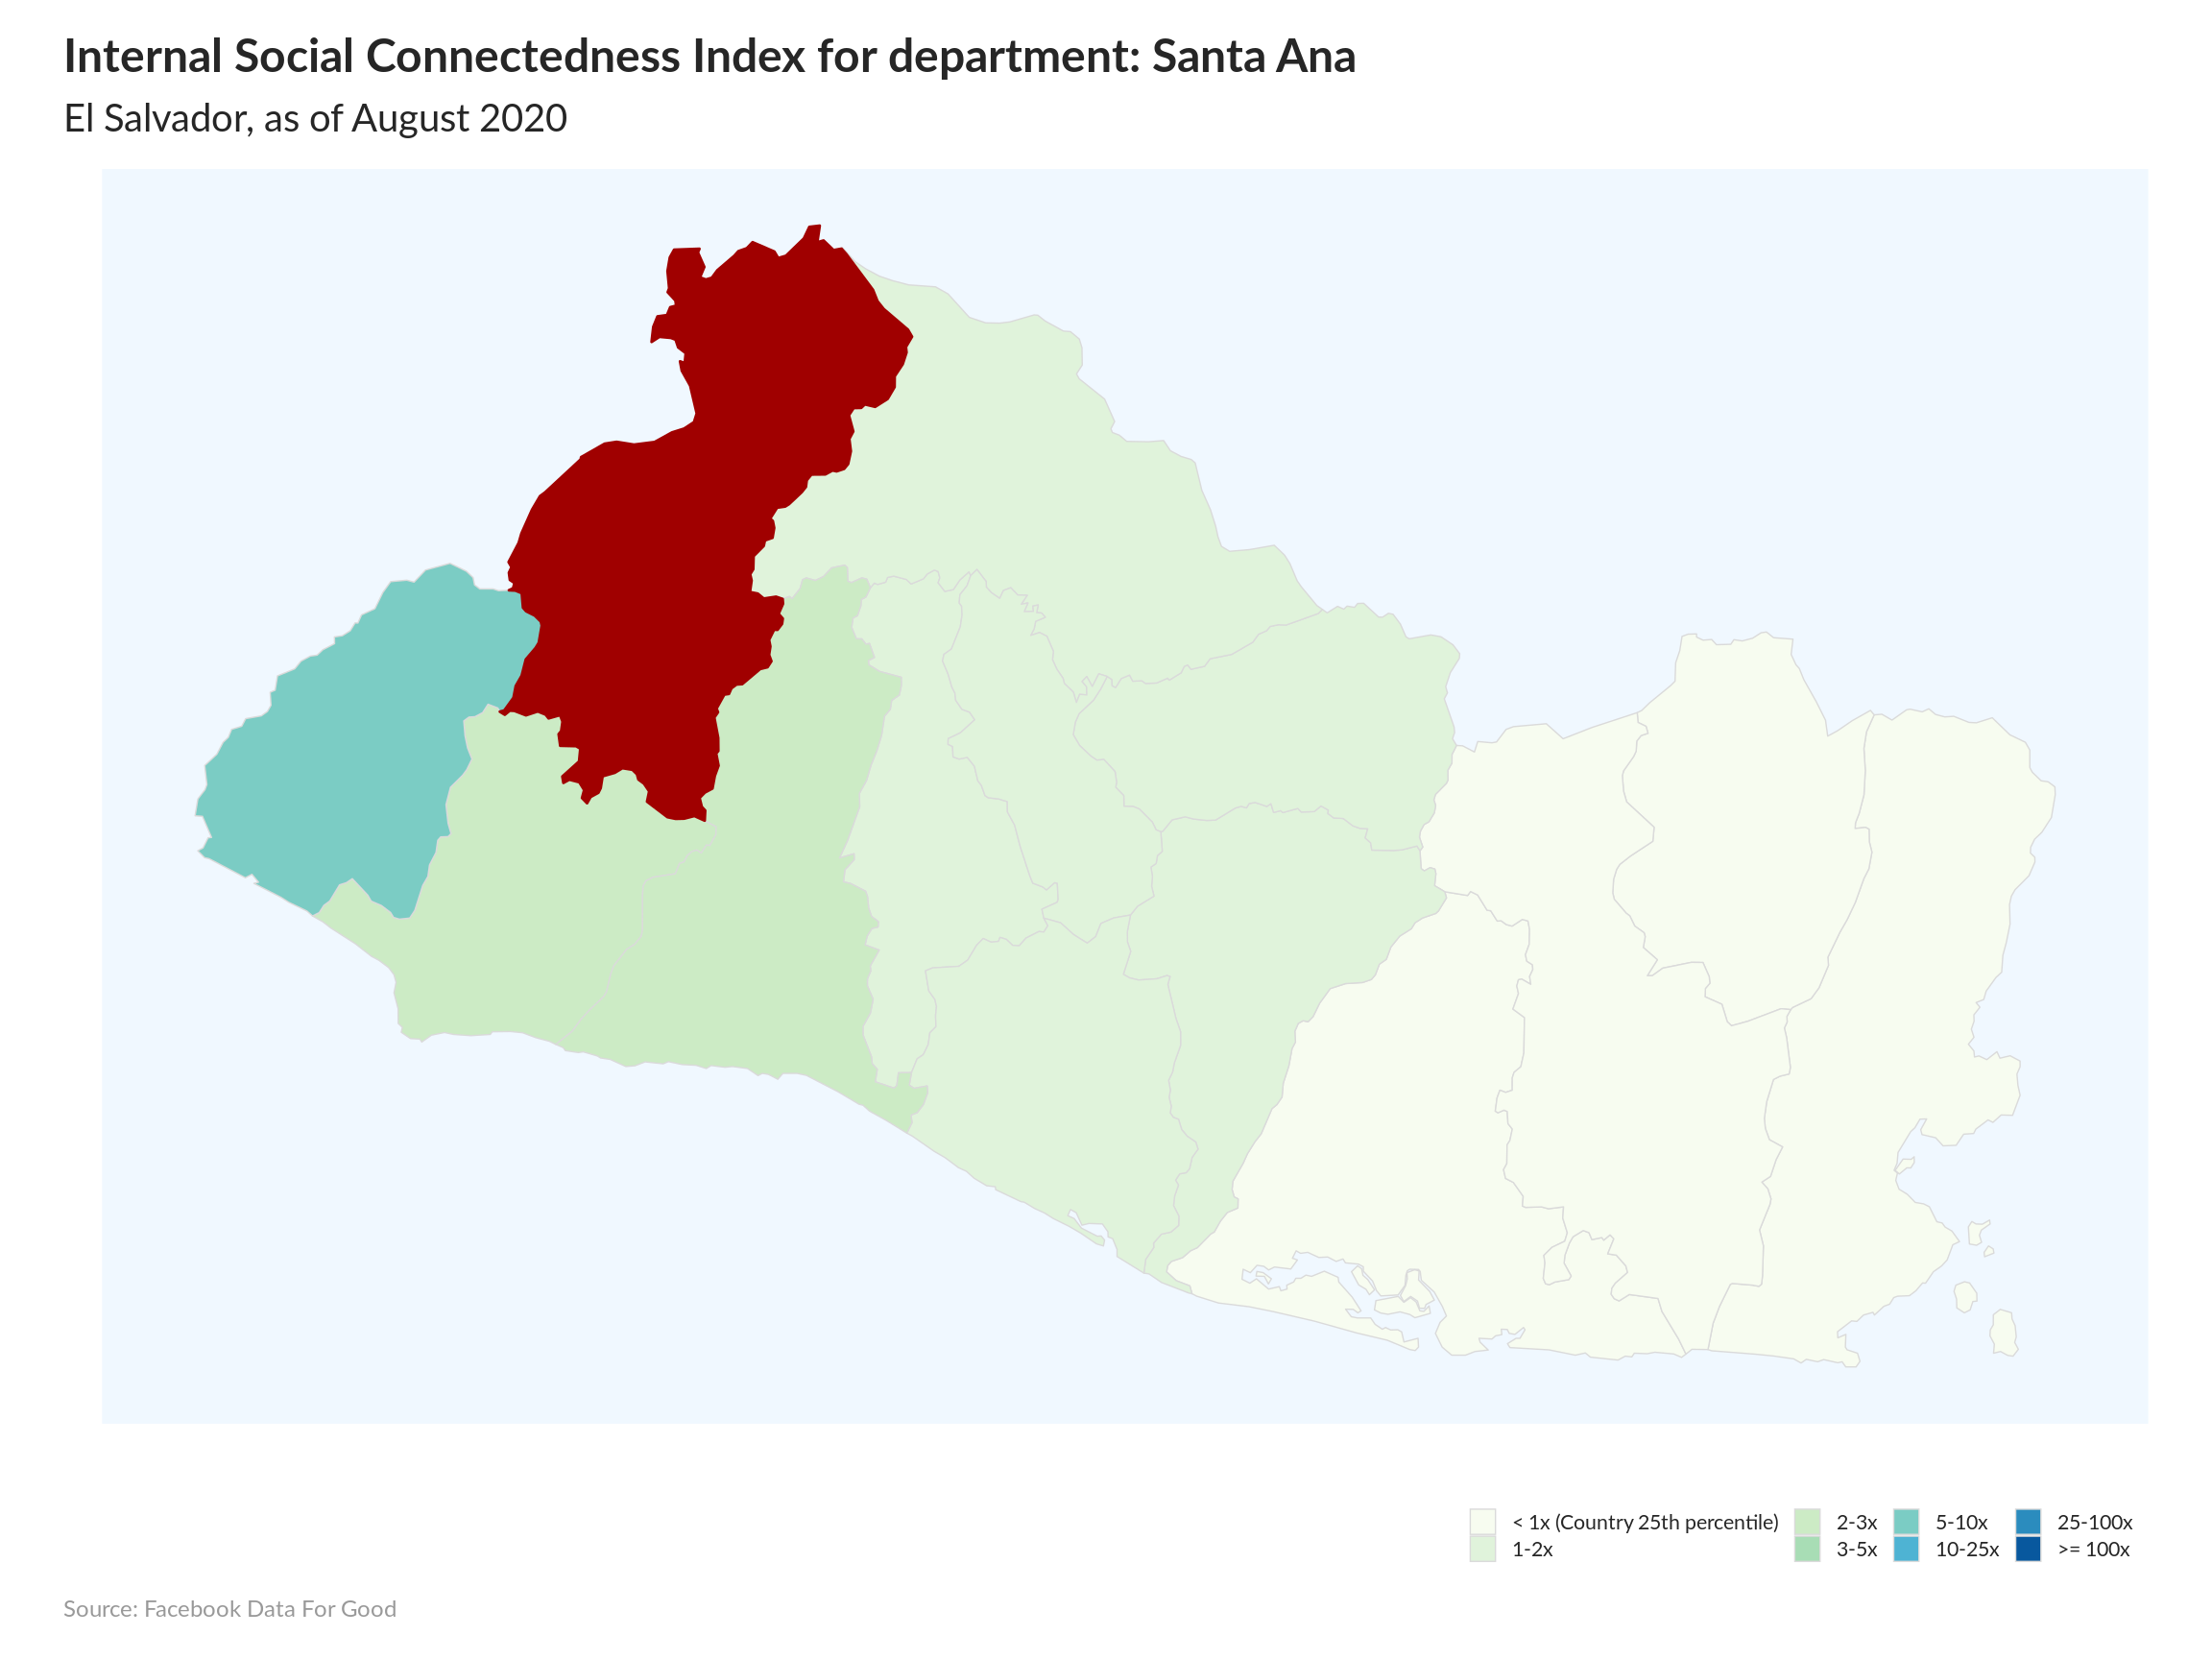 Internal Social Connectedness Index for department: Santa Ana
El Salvador, as of August 2020
< 1x (Country 25th percentile)
1-2x
2-3x
3-5x
5-10x
10-25x
25-100x
>= 100x
Source: Facebook Data For Good